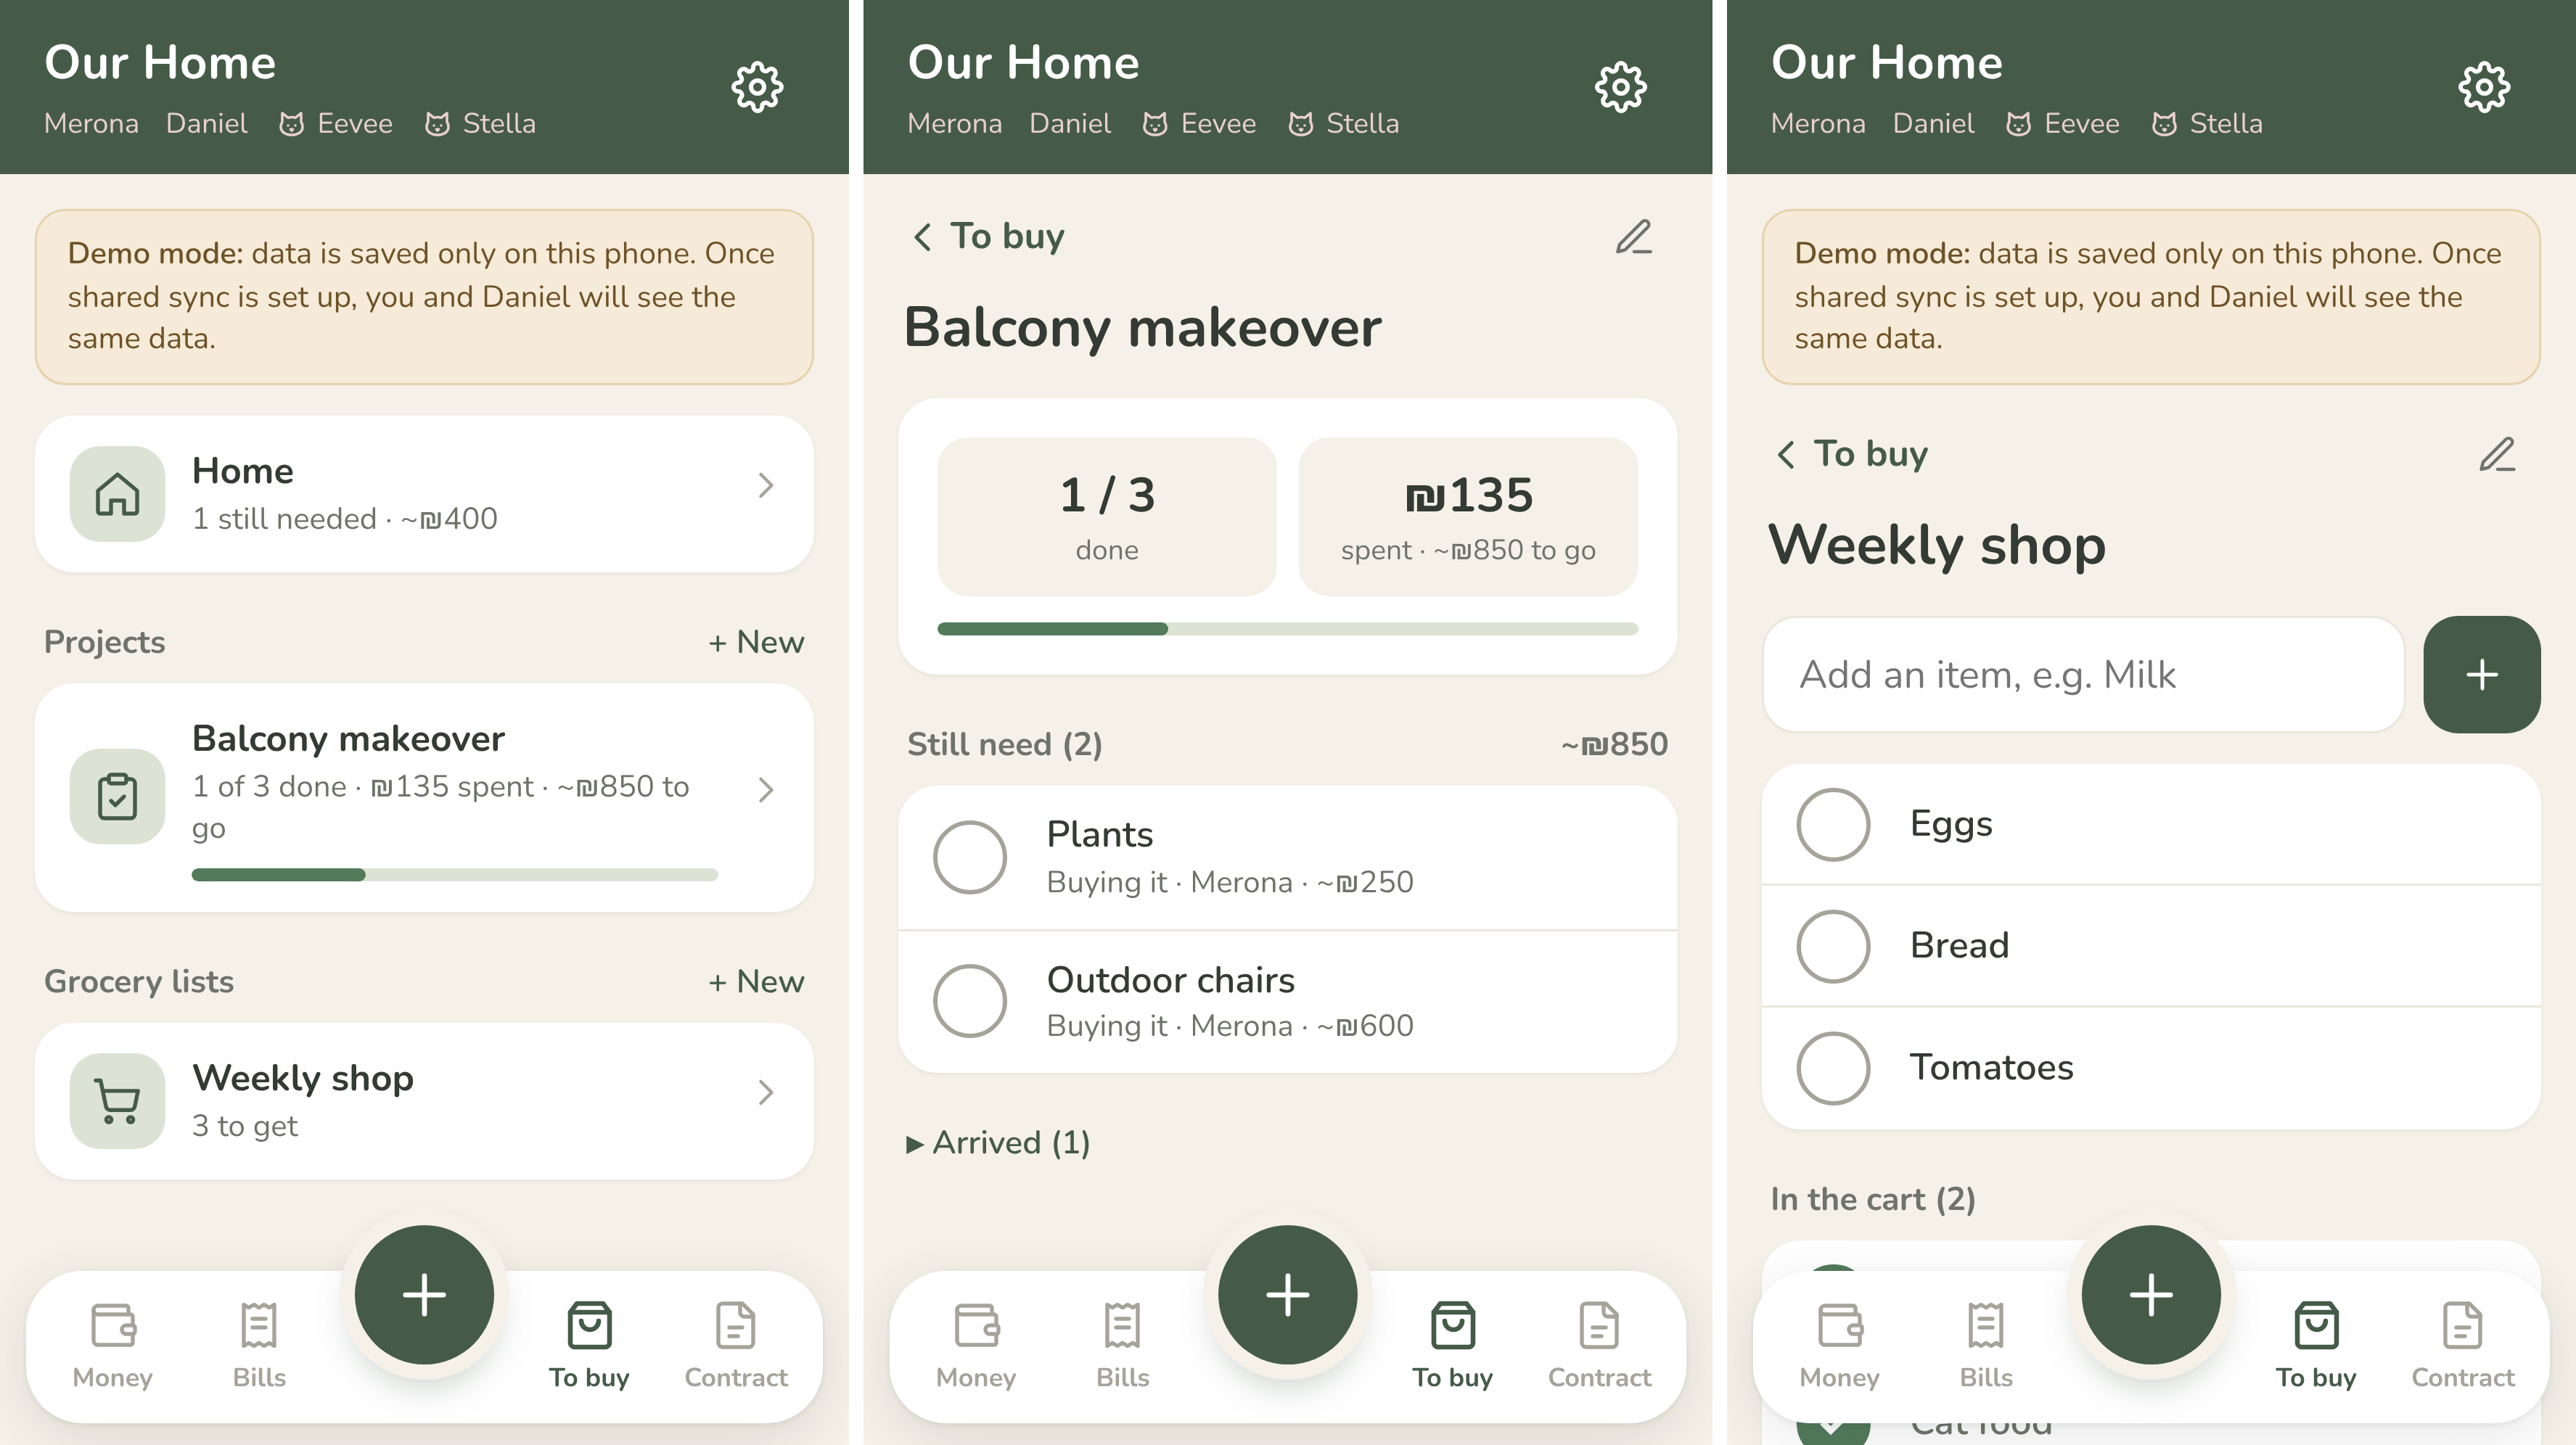 Our Home
Merona Daniel Eevee Stella
Demo mode: data is saved only on this phone. Once
shared sync is set up, you and Daniel will see the
same data.
Home
1 still needed · ~₪400
Projects
+ New
Balcony makeover
1 of 3 done · ₪135 spent · ~₪850 to
go
Grocery lists
+ New
Weekly shop
3 to get
Money
Bills
To buy
Contract
Our Home
Merona Daniel Eevee Stella
To buy
Balcony makeover
1 / 3
done
₪135
spent · ~₪850 to go
Still need (2)
~₪850
Plants
Buying it · Merona · ~₪250
Outdoor chairs
Buying it · Merona · ~₪600
▸ Arrived (1)
Money
Bills
To buy
Contract
Our Home
Merona Daniel Eevee Stella
Demo mode: data is saved only on this phone. Once
shared sync is set up, you and Daniel will see the
same data.
To buy
Weekly shop
Add an item, e.g. Milk
Eggs
Bread
Tomatoes
In the cart (2)
Money
Bills
To buy
Contract
Cat food